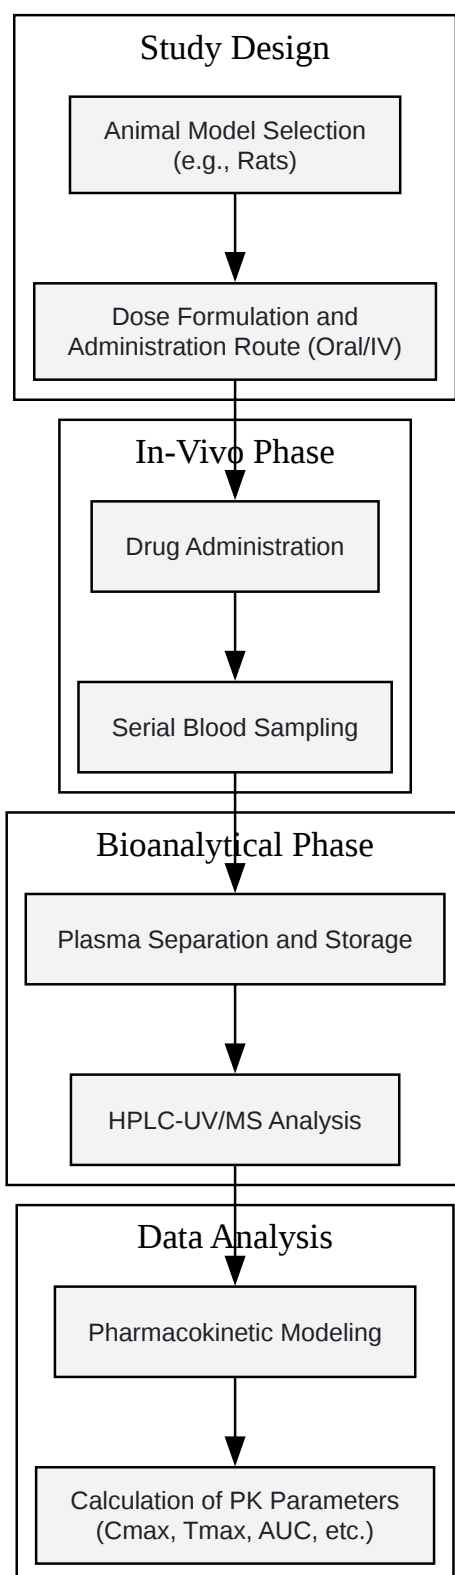 Study Design
Animal Model Selection
(e.g., Rats)
Dose Formulation and
Administration Route (Oral/IV)
In-Vivo Phase
Drug Administration
Serial Blood Sampling
Bioanalytical Phase
Plasma Separation and Storage
HPLC-UV/MS Analysis
Data Analysis
Pharmacokinetic Modeling
Calculation of PK Parameters
(Cmax, Tmax, AUC, etc.)